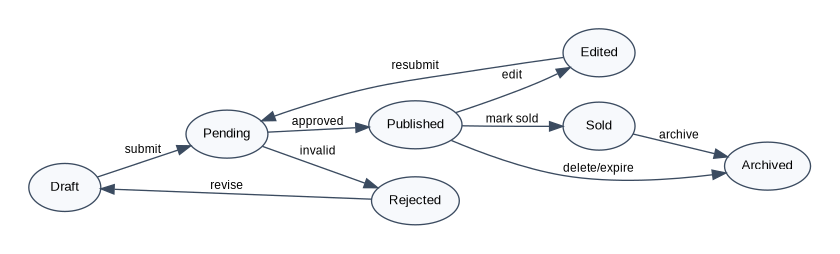 Edited
resubmit
edit
submit
Pending
approved
Published
mark sold
Sold
archive
invalid
delete/expire
Archived
Draft
revise
Rejected